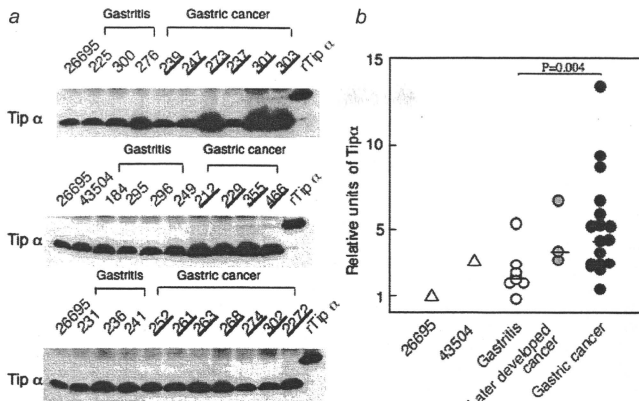 a
Gastritis
Gastric cancer
26695 225 300 276 239 247 273 237 301 303 rTip α
Tip α
Gastritis
Gastric cancer
26695 43504 184 295 296 249 212 229 355 466 rTip α
Tip α
Gastritis
Gastric cancer
26695 231 236 241 252 261 263 268 274 302 2272 rTip α
Tip α
b
P=0.004
Relative units of Tipα
15
10
5
1
26695
43504
Gastritis
Later developed
cancer
Gastric cancer